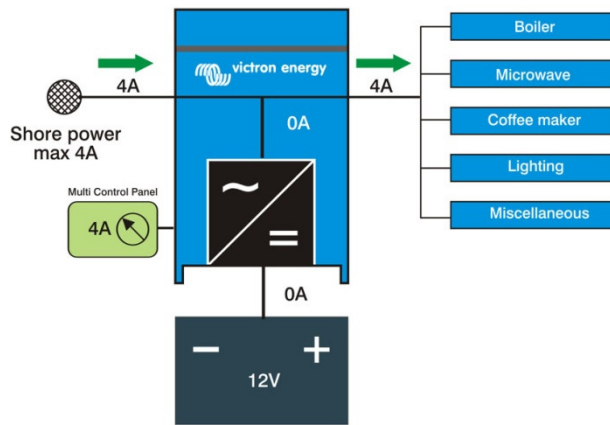 victron energy
4A
4A
Shore power
max 4A
0A
Multi Control Panel
4A
0A
12V
Boiler
Microwave
Coffee maker
Lighting
Miscellaneous